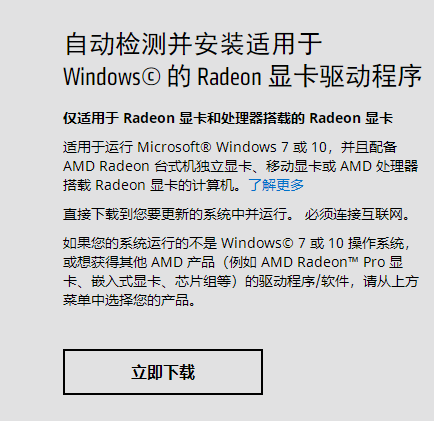 自动检测并安装适用于
Windows© 的 Radeon 显卡驱动程序
仅适用于 Radeon 显卡和处理器搭载的 Radeon 显卡
适用于运行 Microsoft® Windows 7 或 10，并且配备
AMD Radeon 台式机独立显卡、移动显卡或 AMD 处理器
搭载 Radeon 显卡的计算机。了解更多
直接下载到您要更新的系统中并运行。 必须连接互联网。
如果您的系统运行的不是 Windows© 7 或 10 操作系统，
或想获得其他 AMD 产品（例如 AMD Radeon™ Pro 显
卡、嵌入式显卡、芯片组等）的驱动程序/软件，请从上方
菜单中选择您的产品。
立即下载